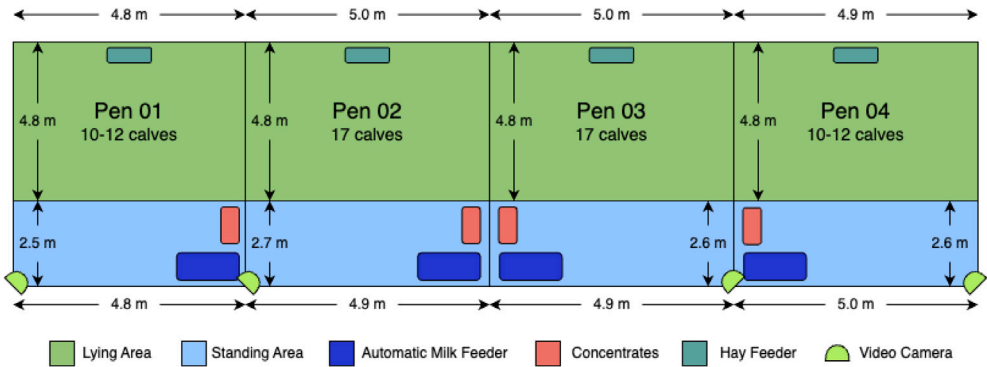 4.8 m 5.0 m 5.0 m 4.9 m
Pen 01 Pen 02 Pen 03 Pen 04
4.8 m 4.8 m 4.8 m 4.8 m
10-12 calves 17 calves 17 calves 10-12 calves
2.5 m 2.7 m 2.6 m 2.6 m
4.8 m 4.9 m 4.9 m 5.0 m
Lying Area Standing Area Automatic Milk Feeder Concentrates Hay Feeder Video Camera